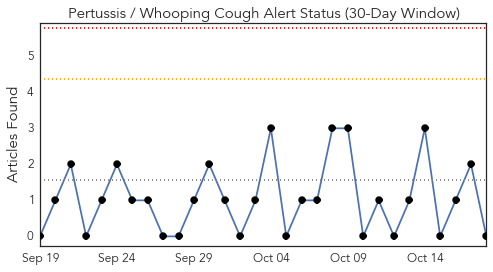 Pertussis / Whooping Cough Alert Status (30-Day Window)
Articles Found
5
4
3
2
1
0
Sep 19 Sep 24 Sep 29 Oct 04 Oct 09 Oct 14